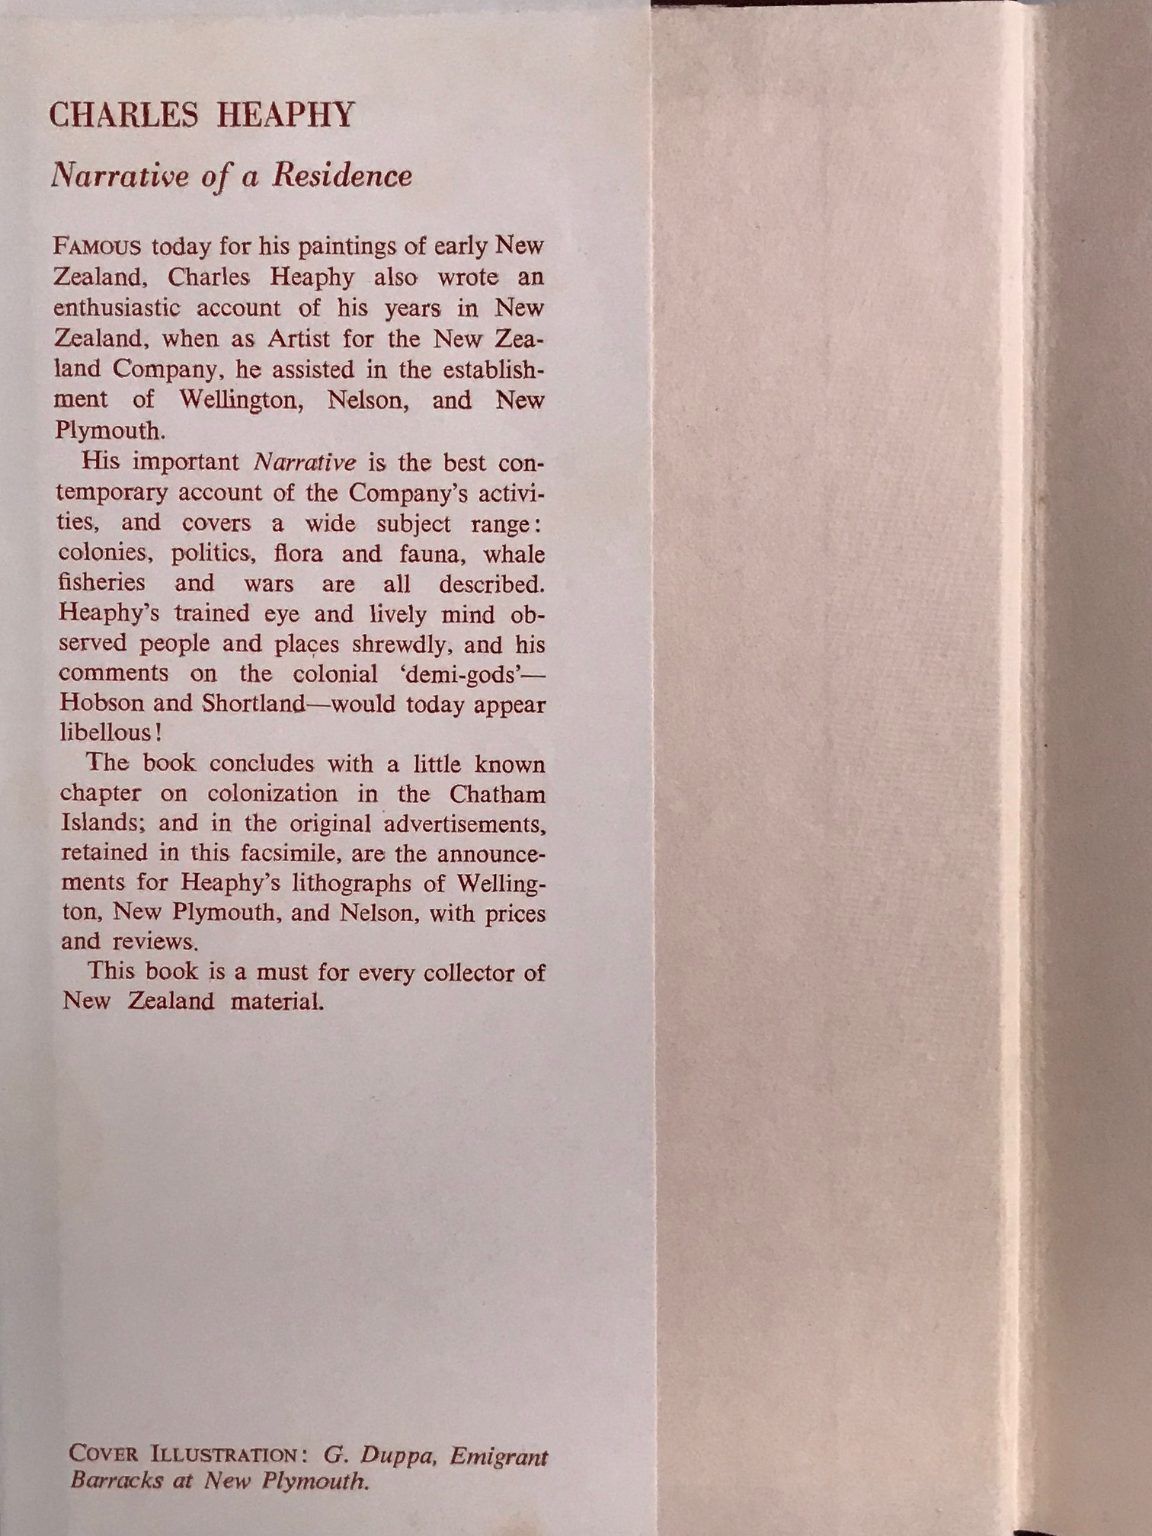 CHARLES HEAPHY
Narrative of a Residence
FAMOUS today for his paintings of early New
Zealand, Charles Heaphy also wrote an
enthusiastic account of his years in New
Zealand, when as Artist for the New Zea-
land Company, he assisted in the establish-
ment of Wellington, Nelson, and New
Plymouth.
His important Narrative is the best con-
temporary account of the Company's activi-
ties, and covers a wide subject range:
colonies, politics, flora and fauna, whale
fisheries and wars are all described.
Heaphy's trained eye and lively mind ob-
served people and places shrewdly, and his
comments on the colonial ‘demi-gods’—
Hobson and Shortland—would today appear
libellous!
The book concludes with a little known
chapter on colonization in the Chatham
Islands; and in the original advertisements,
retained in this facsimile, are the announce-
ments for Heaphy's lithographs of Welling-
ton, New Plymouth, and Nelson, with prices
and reviews.
This book is a must for every collector of
New Zealand material.
COVER ILLUSTRATION: G. Duppa, Emigrant
Barracks at New Plymouth.